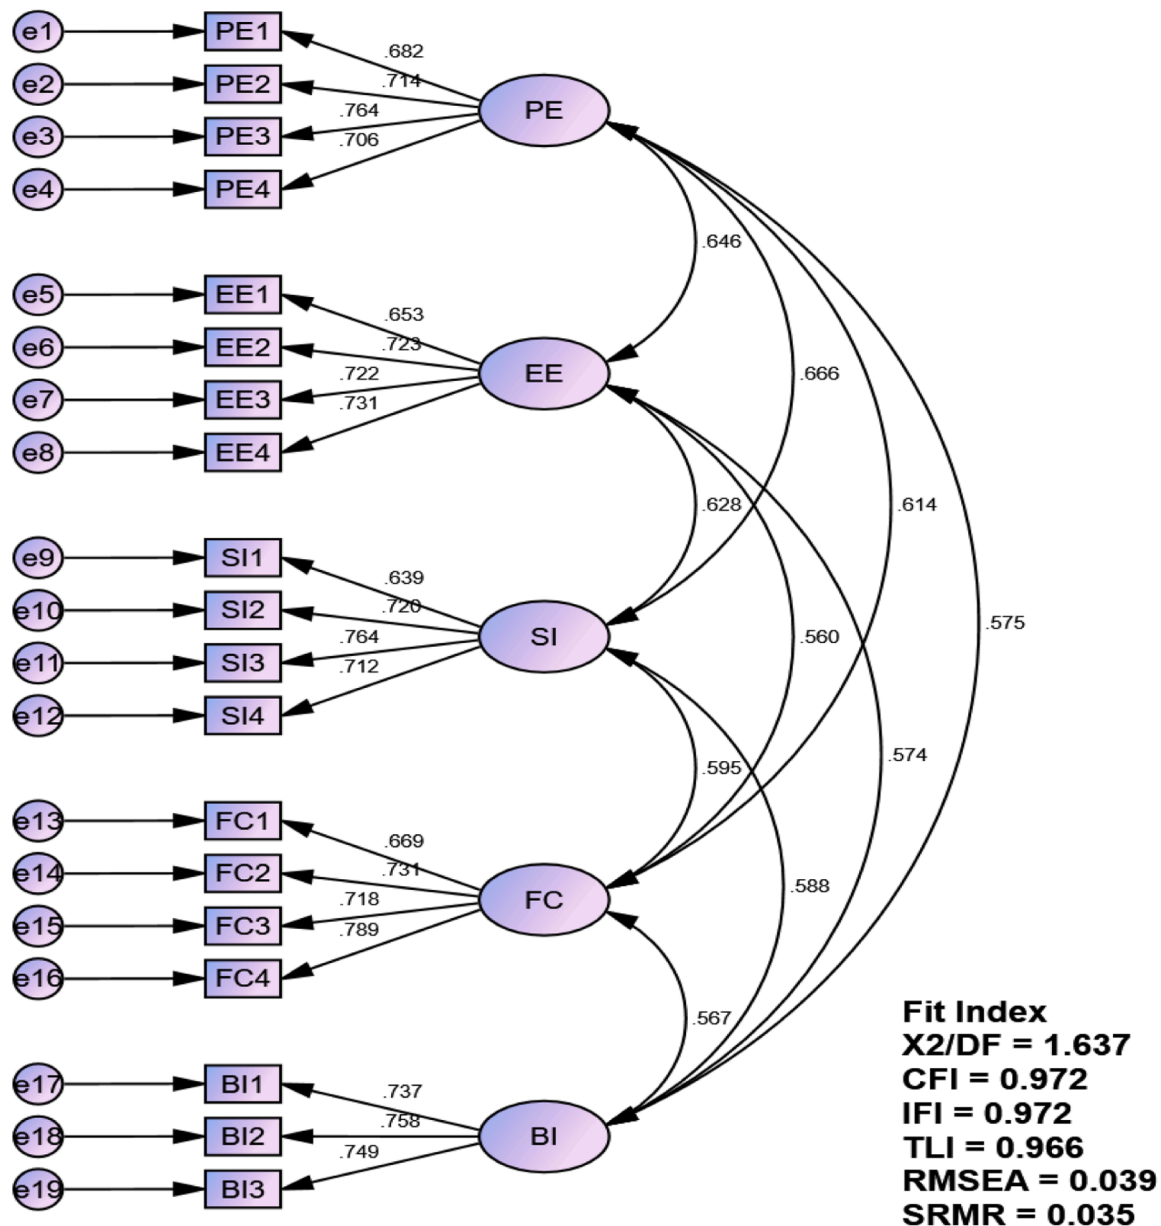 e1 PE1
.682
e2 PE2
.714
PE
e3 PE3
.764
.706
e4 PE4
.646
e5 EE1
.653
e6 EE2
.723
EE
.666
e7 EE3
.722
.731
e8 EE4
.628
.614
e9 SI1
.639
e10 SI2
.720
SI
.560
.575
e11 SI3
.764
.712
e12 SI4
.595
.574
e13 FC1
.669
e14 FC2
.731
FC
.588
e15 FC3
.718
.789
e16 FC4
.567
e17 BI1
.737
e18 BI2
.758
BI
e19 BI3
.749
Fit Index
X2/DF = 1.637
CFI = 0.972
IFI = 0.972
TLI = 0.966
RMSEA = 0.039
SRMR = 0.035